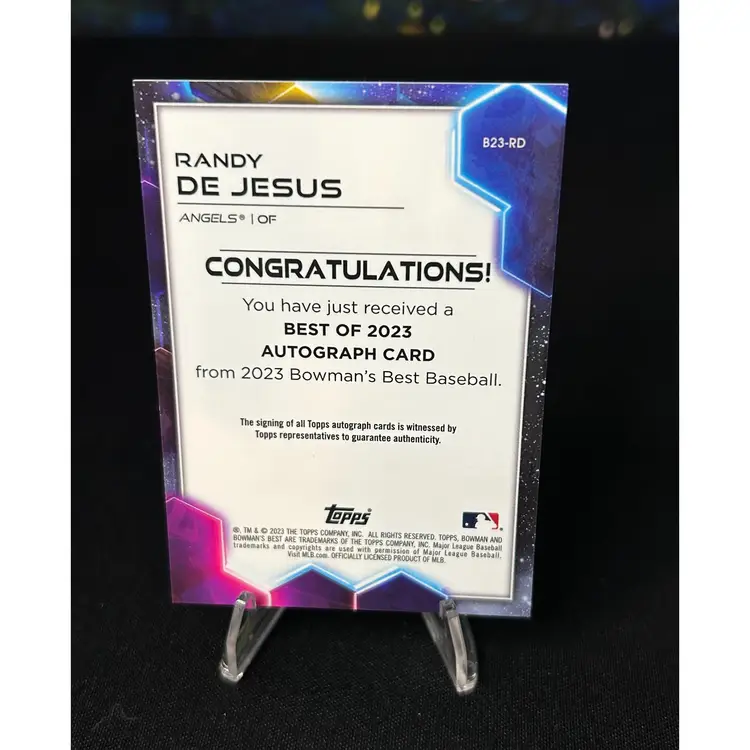 B23-RD
RANDY
DE JESUS
ANGELS® | OF
CONGRATULATIONS!
You have just received a
BEST OF 2023
AUTOGRAPH CARD
from 2023 Bowman's Best Baseball.
The signing of all Topps autograph cards is witnessed by
Topps representatives to guarantee authenticity.
topps
®, TM & © 2023 THE TOPPS COMPANY, INC. ALL RIGHTS RESERVED. TOPPS, BOWMAN AND
BOWMAN'S BEST ARE TRADEMARKS OF THE TOPPS COMPANY, INC. Major League Baseball
trademarks and copyrights are used with permission of Major League Baseball
Visit MLB.com. OFFICIALLY LICENSED PRODUCT OF MLB.